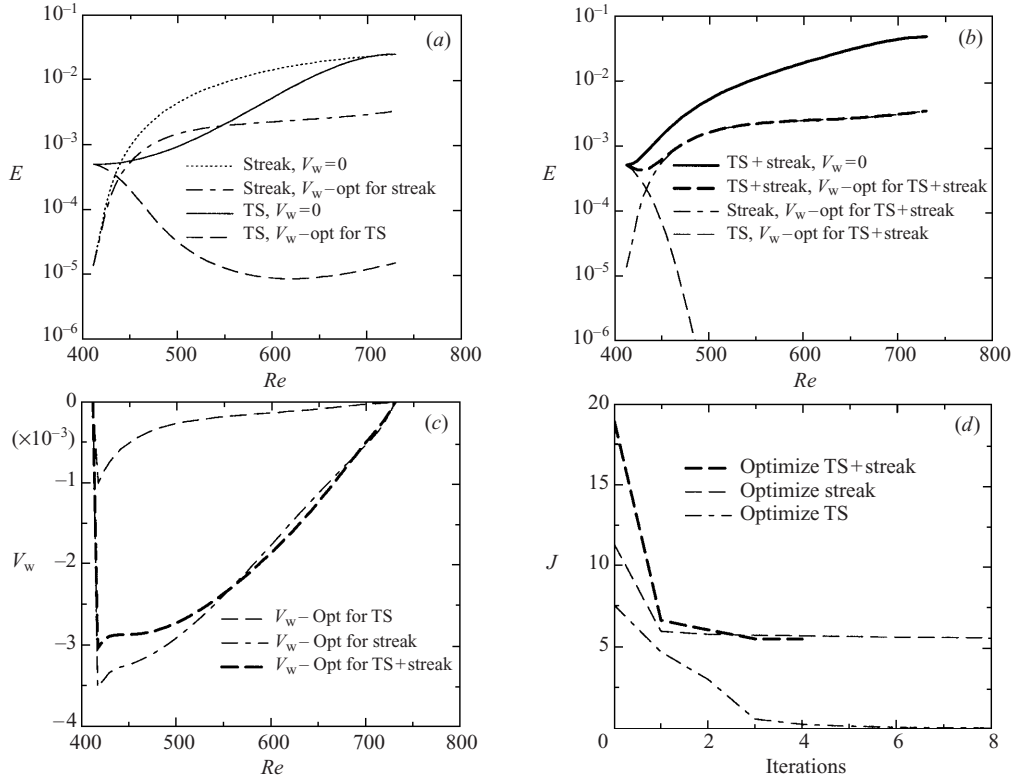 10⁻¹
10⁻²
10⁻³
10⁻⁴
10⁻⁵
10⁻⁶
E
(a)
Streak, V_w=0
Streak, V_w–opt for streak
TS, V_w=0
TS, V_w–opt for TS
400 500 600 700 800
Re
10⁻¹
10⁻²
10⁻³
10⁻⁴
10⁻⁵
10⁻⁶
E
(b)
TS+streak, V_w=0
TS+streak, V_w–opt for TS+streak
Streak, V_w–opt for TS+streak
TS, V_w–opt for TS+streak
400 500 600 700 800
Re
0
(×10⁻³)
−1
−2
−3
−4
V_w
(c)
V_w– Opt for TS
V_w– Opt for streak
V_w– Opt for TS+streak
400 500 600 700 800
Re
20
15
10
5
J
(d)
Optimize TS+streak
Optimize streak
Optimize TS
0 2 4 6 8
Iterations